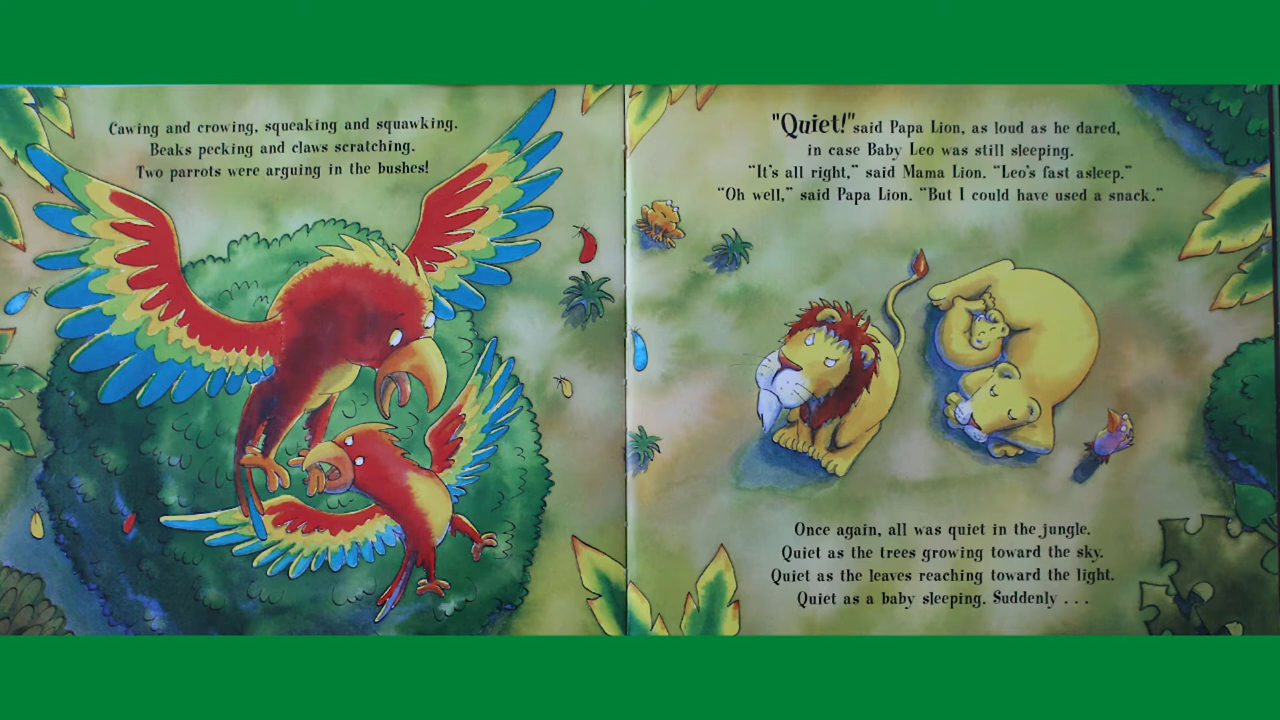 Cawing and crowing, squeaking and squawking.
Beaks pecking and claws scratching.
Two parrots were arguing in the bushes!
"Quiet!" said Papa Lion, as loud as he dared,
in case Baby Leo was still sleeping.
“It’s all right,” said Mama Lion. “Leo’s fast asleep.”
“Oh well,” said Papa Lion. “But I could have used a snack.”
Once again, all was quiet in the jungle.
Quiet as the trees growing toward the sky.
Quiet as the leaves reaching toward the light.
Quiet as a baby sleeping. Suddenly . . .